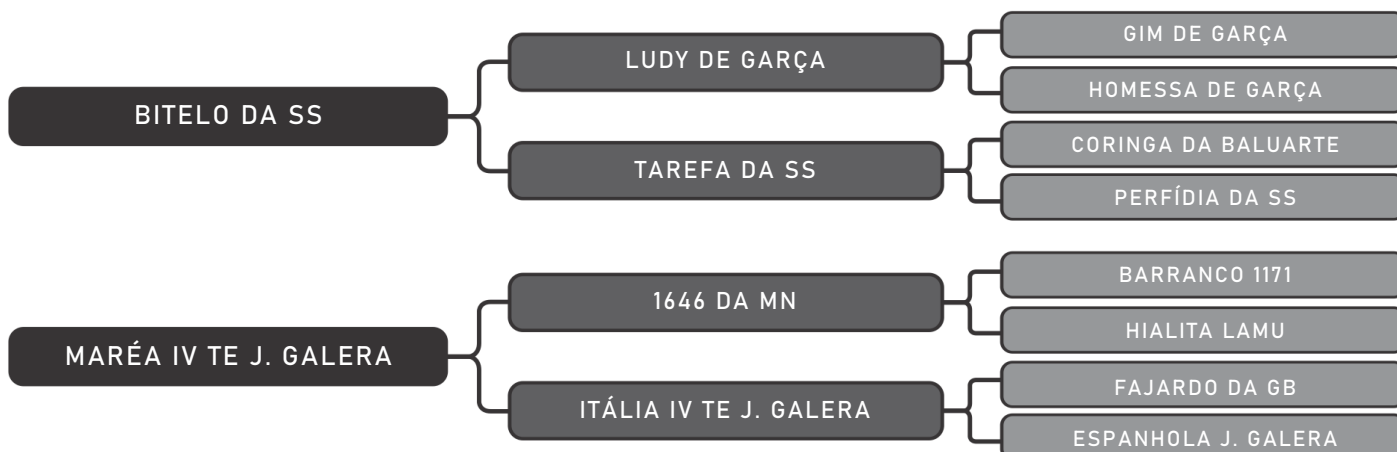 BITELO DA SS
LUDY DE GARÇA
GIM DE GARÇA
HOMESSA DE GARÇA
TAREFA DA SS
CORINGA DA BALUARTE
PERFÍDIA DA SS
MARÉA IV TE J. GALERA
1646 DA MN
BARRANCO 1171
HIALITA LAMU
ITÁLIA IV TE J. GALERA
FAJARDO DA GB
ESPANHOLA J. GALERA